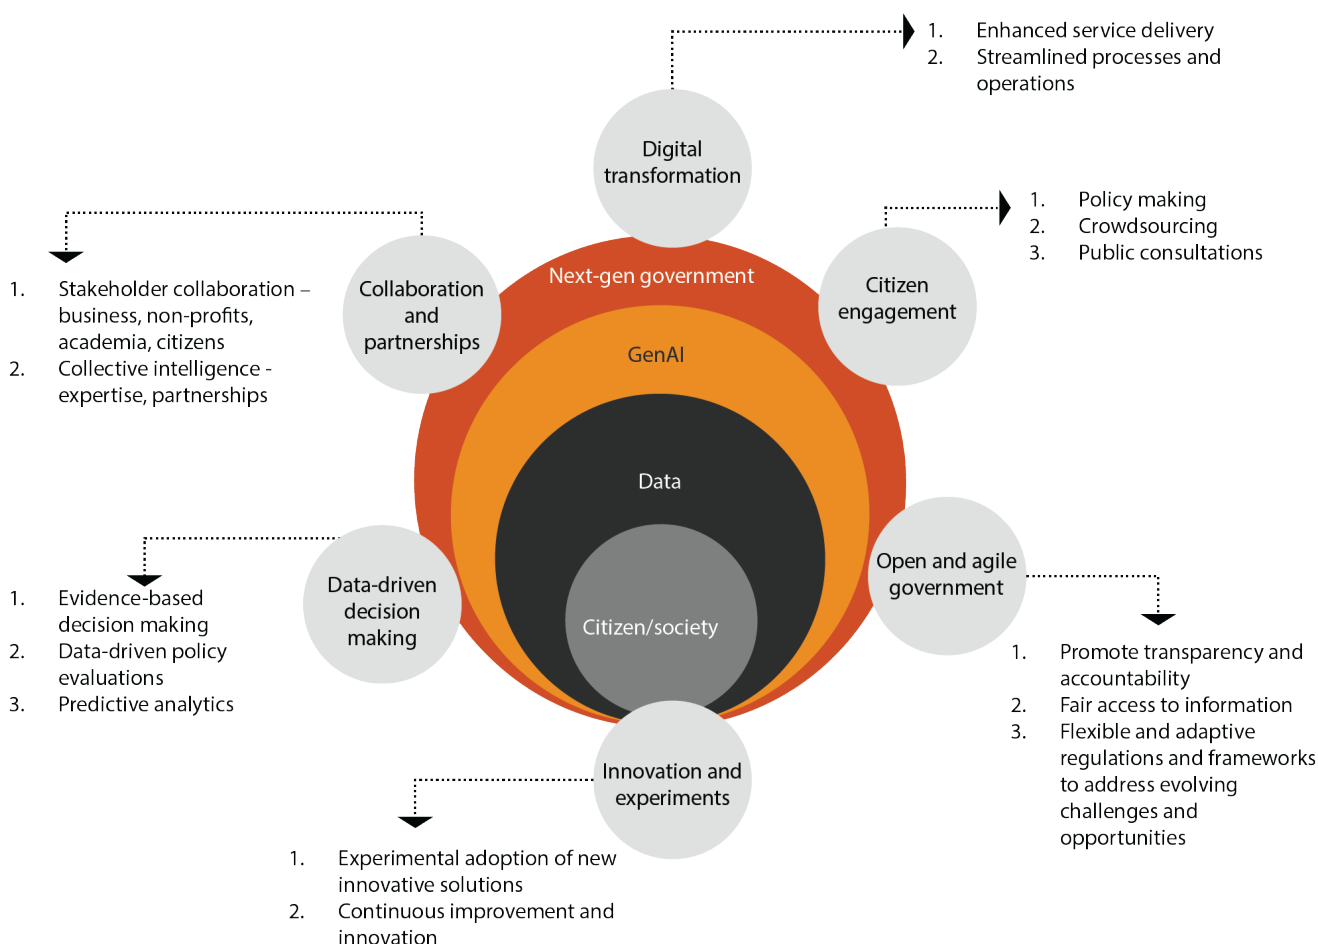 1. Enhanced service delivery
2. Streamlined processes and
operations
Digital
transformation
1. Policy making
2. Crowdsourcing
3. Public consultations
Citizen
engagement
Collaboration
and
partnerships
1. Stakeholder collaboration –
business, non-profits,
academia, citizens
2. Collective intelligence -
expertise, partnerships
Next-gen government
GenAI
Data
Citizen/society
Open and agile
government
1. Promote transparency and
accountability
2. Fair access to information
3. Flexible and adaptive
regulations and frameworks
to address evolving
challenges and
opportunities
Data-driven
decision
making
1. Evidence-based
decision making
2. Data-driven policy
evaluations
3. Predictive analytics
Innovation and
experiments
1. Experimental adoption of new
innovative solutions
2. Continuous improvement and
innovation